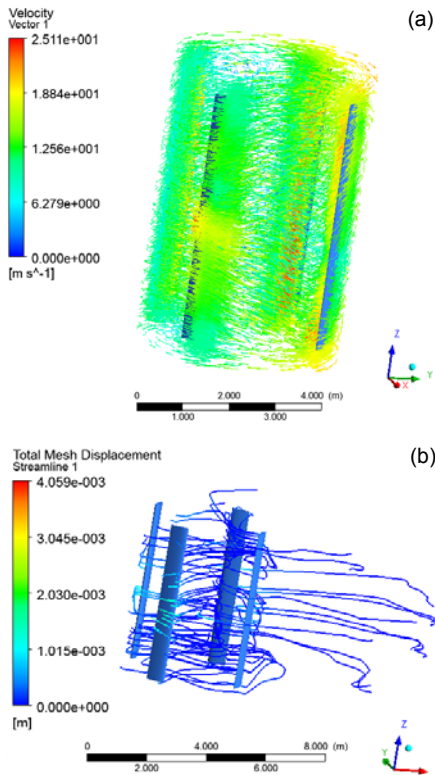 Velocity
Vector 1
(a)
2.511e+001
1.884e+001
1.256e+001
6.279e+000
0.000e+000
[m s^-1]
Z
Y
X
0 2.000 4.000 (m)
1.000 3.000
Total Mesh Displacement
Streamline 1
(b)
4.059e-003
3.045e-003
2.030e-003
1.015e-003
0.000e+000
[m]
Z
Y
0 4.000 8.000 (m)
2.000 6.000